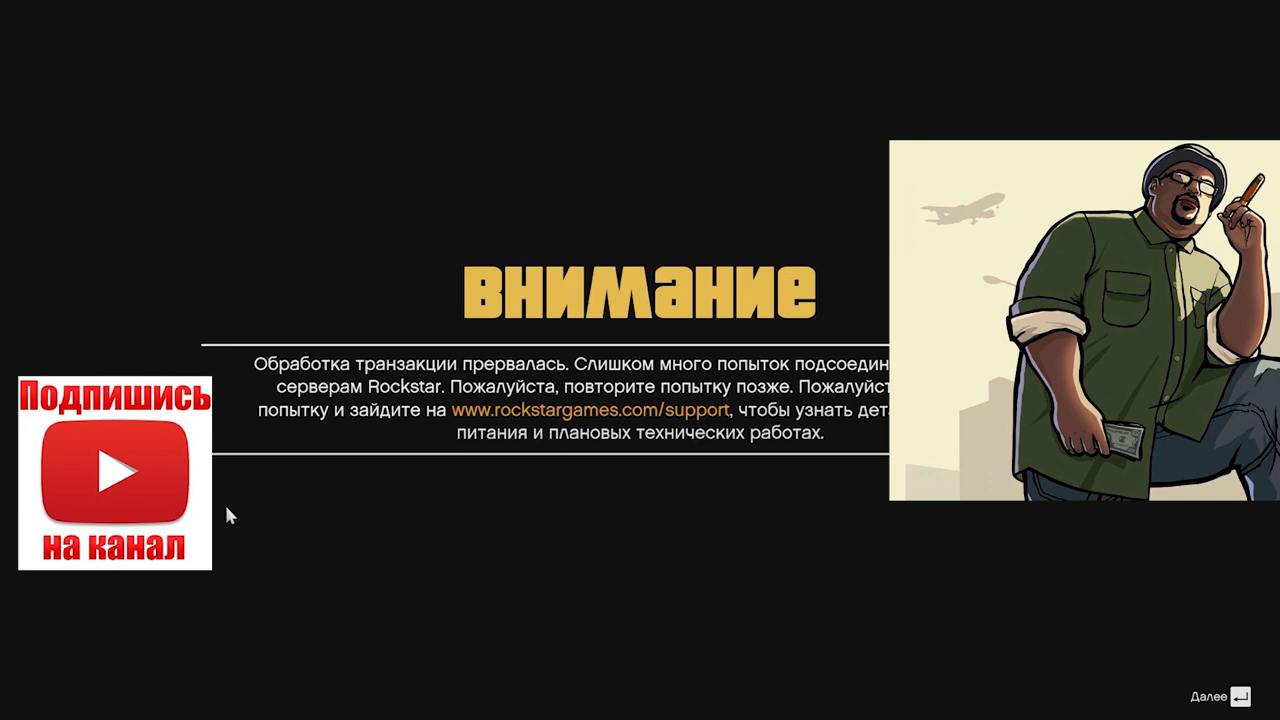 внимание
Обработка транзакции прервалась. Слишком много попыток
серверам Rockstar. Пожалуйста, повторите попытку позже.
попытку и зайдите на www.rockstargames.com/support, чтобы узнать
питания и плановых технических работах.
Подпишись
на канал
Далее